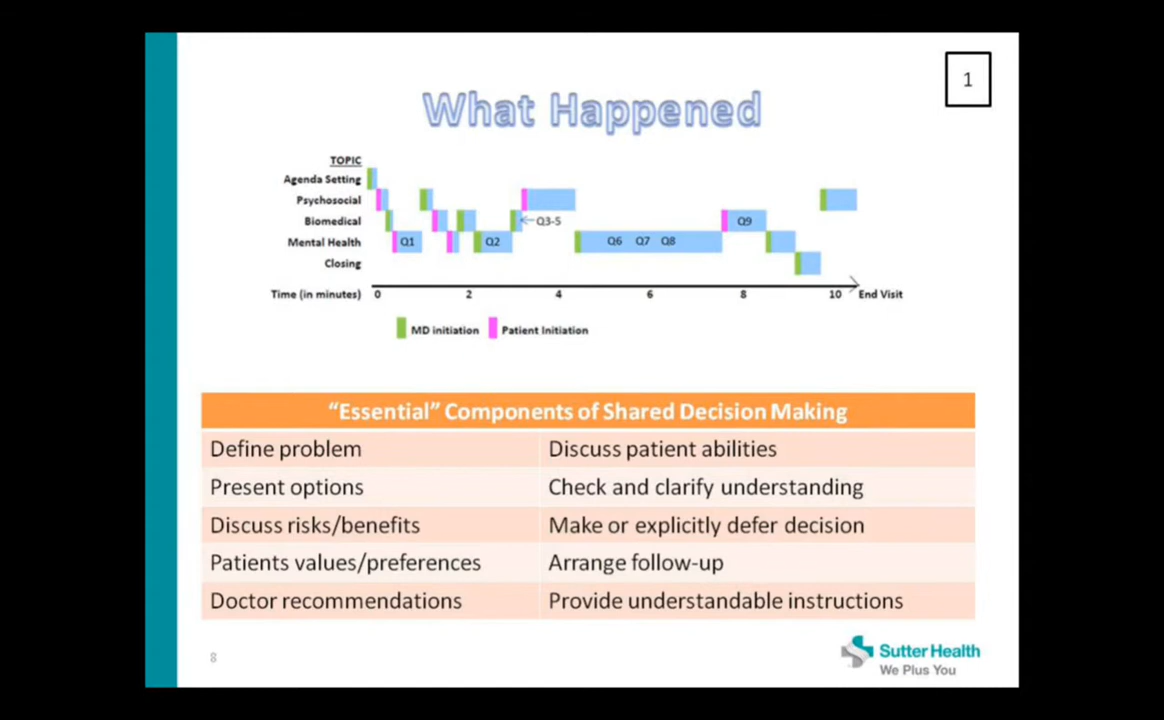 1
What Happened
TOPIC
Agenda Setting
Psychosocial
Biomedical
Q3-5
Q9
Mental Health
Q1
Q2
Q6 Q7 Q8
Closing
Time (in minutes) 0 2 4 6 8 10 End Visit
MD initiation Patient Initiation
“Essential” Components of Shared Decision Making
Define problem Discuss patient abilities
Present options Check and clarify understanding
Discuss risks/benefits Make or explicitly defer decision
Patients values/preferences Arrange follow-up
Doctor recommendations Provide understandable instructions
8
Sutter Health
We Plus You